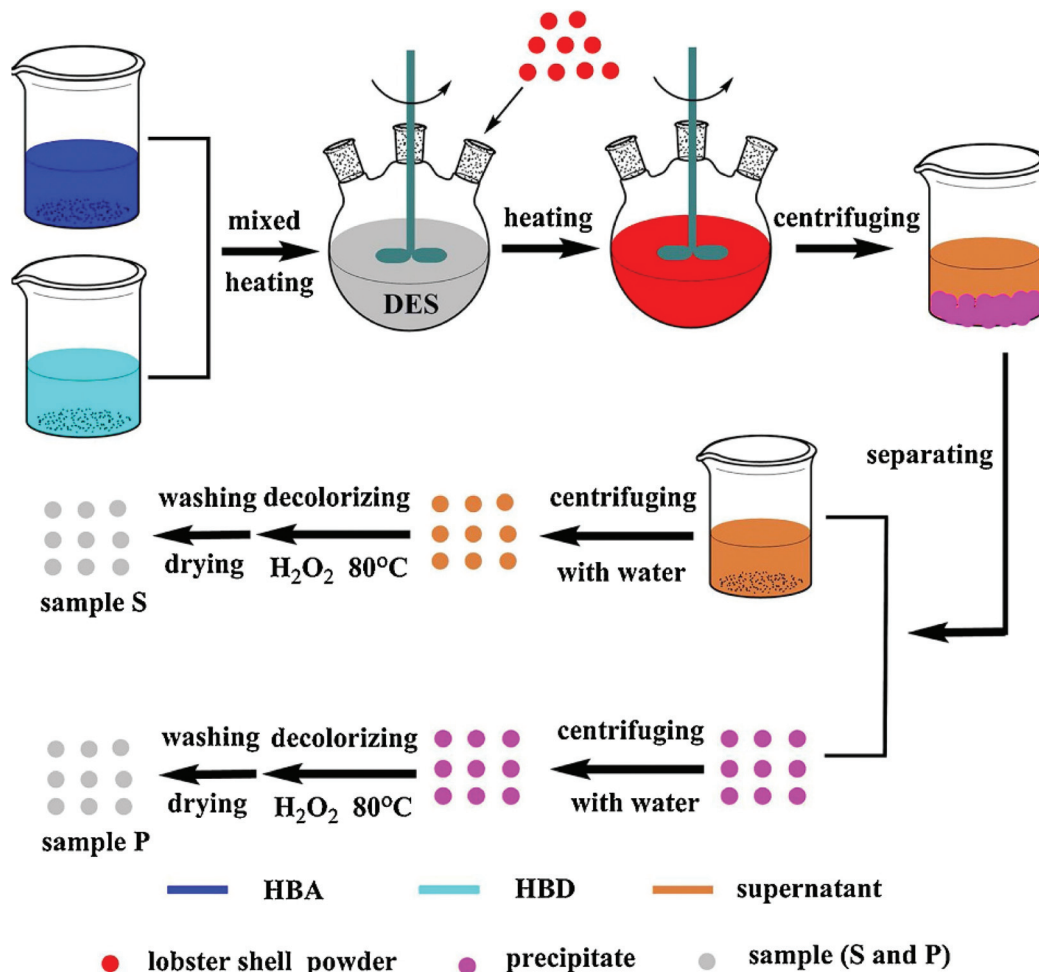 mixed
heating
DES
heating
centrifuging
separating
centrifuging
with water
decolorizing
H₂O₂ 80°C
washing
drying
sample S
centrifuging
with water
decolorizing
H₂O₂ 80°C
washing
drying
sample P
HBA
HBD
supernatant
lobster shell powder
precipitate
sample (S and P)